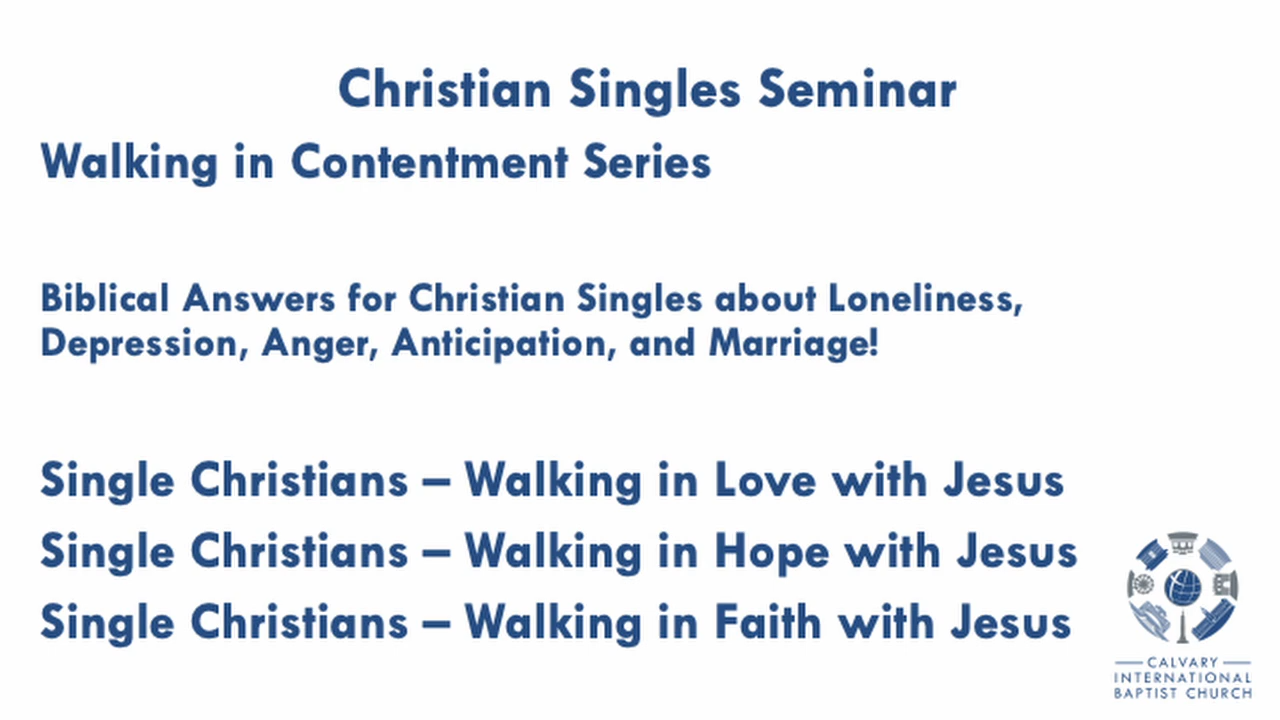 Christian Singles Seminar
Walking in Contentment Series
Biblical Answers for Christian Singles about Loneliness,
Depression, Anger, Anticipation, and Marriage!
Single Christians – Walking in Love with Jesus
Single Christians – Walking in Hope with Jesus
Single Christians – Walking in Faith with Jesus
CALVARY
INTERNATIONAL
BAPTIST CHURCH